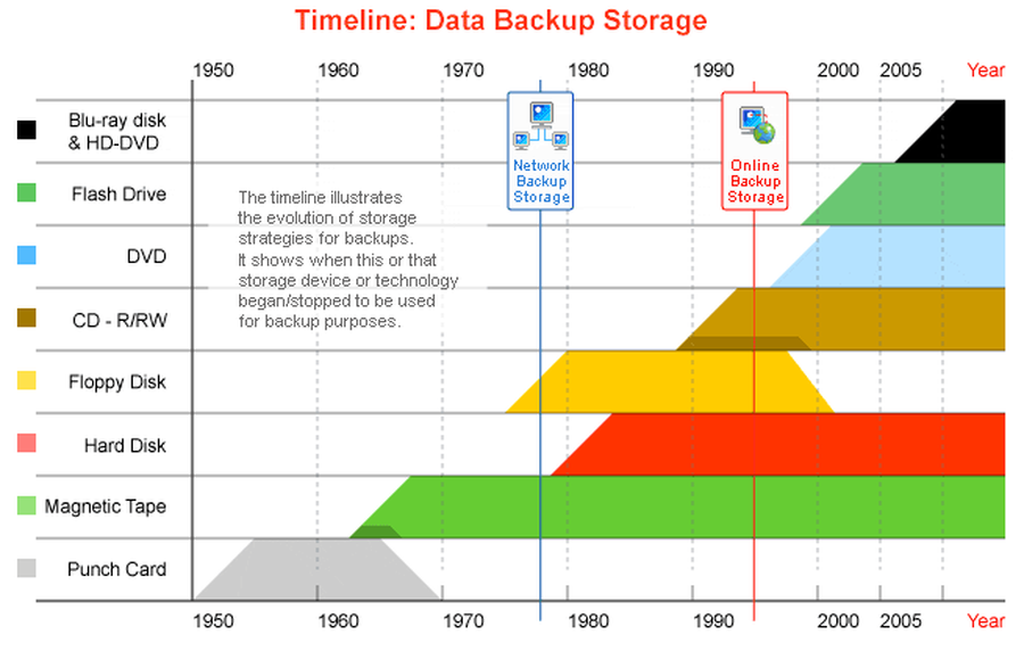 Timeline: Data Backup Storage
1950 1960 1970 1980 1990 2000 2005 Year
Blu-ray disk
& HD-DVD
Network
Backup
Storage
Online
Backup
Storage
Flash Drive
The timeline illustrates
the evolution of storage
strategies for backups.
It shows when this or that
storage device or technology
began/stopped to be used
for backup purposes.
DVD
CD - R/RW
Floppy Disk
Hard Disk
Magnetic Tape
Punch Card
1950 1960 1970 1980 1990 2000 2005 Year